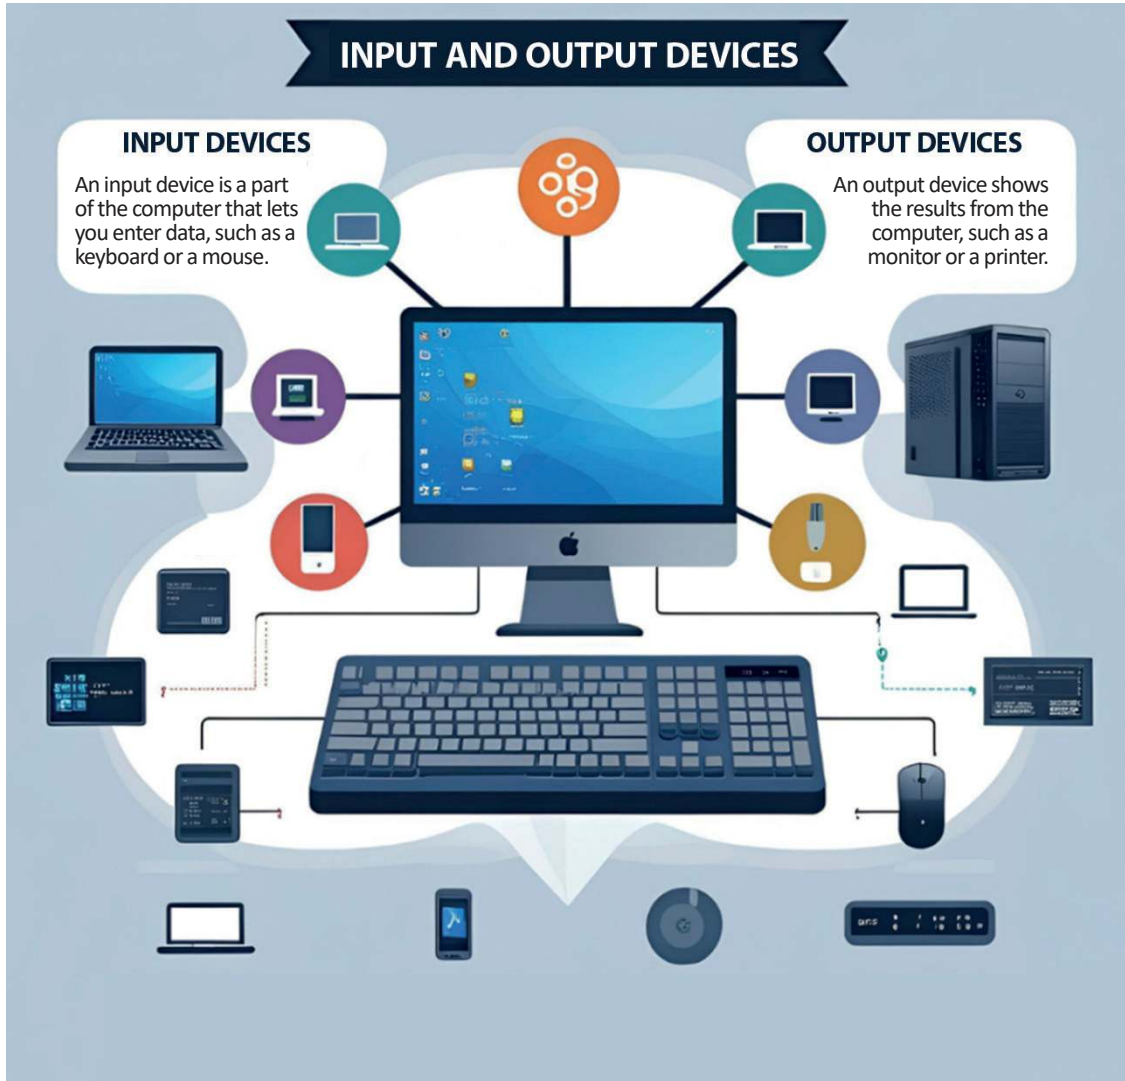 INPUT AND OUTPUT DEVICES
INPUT DEVICES
An input device is a part
of the computer that lets
you enter data, such as a
keyboard or a mouse.
OUTPUT DEVICES
An output device shows
the results from the
computer, such as a
monitor or a printer.